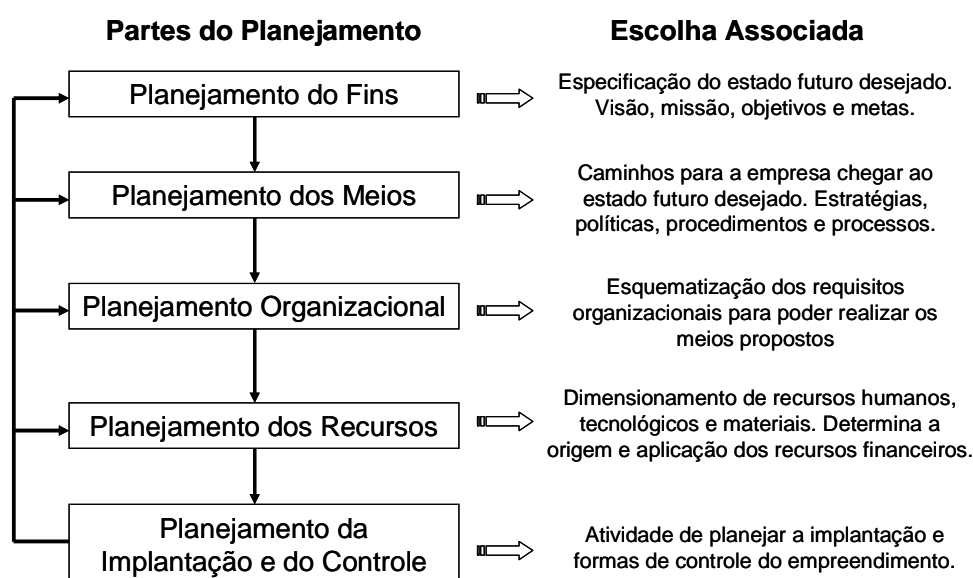 Partes do Planejamento
Escolha Associada
Planejamento do Fins
Especificação do estado futuro desejado.
Visão, missão, objetivos e metas.
Planejamento dos Meios
Caminhos para a empresa chegar ao
estado futuro desejado. Estratégias,
políticas, procedimentos e processos.
Planejamento Organizacional
Esquematização dos requisitos
organizacionais para poder realizar os
meios propostos
Planejamento dos Recursos
Dimensionamento de recursos humanos,
tecnológicos e materiais. Determina a
origem e aplicação dos recursos financeiros.
Planejamento da
Implantação e do Controle
Atividade de planejar a implantação e
formas de controle do empreendimento.